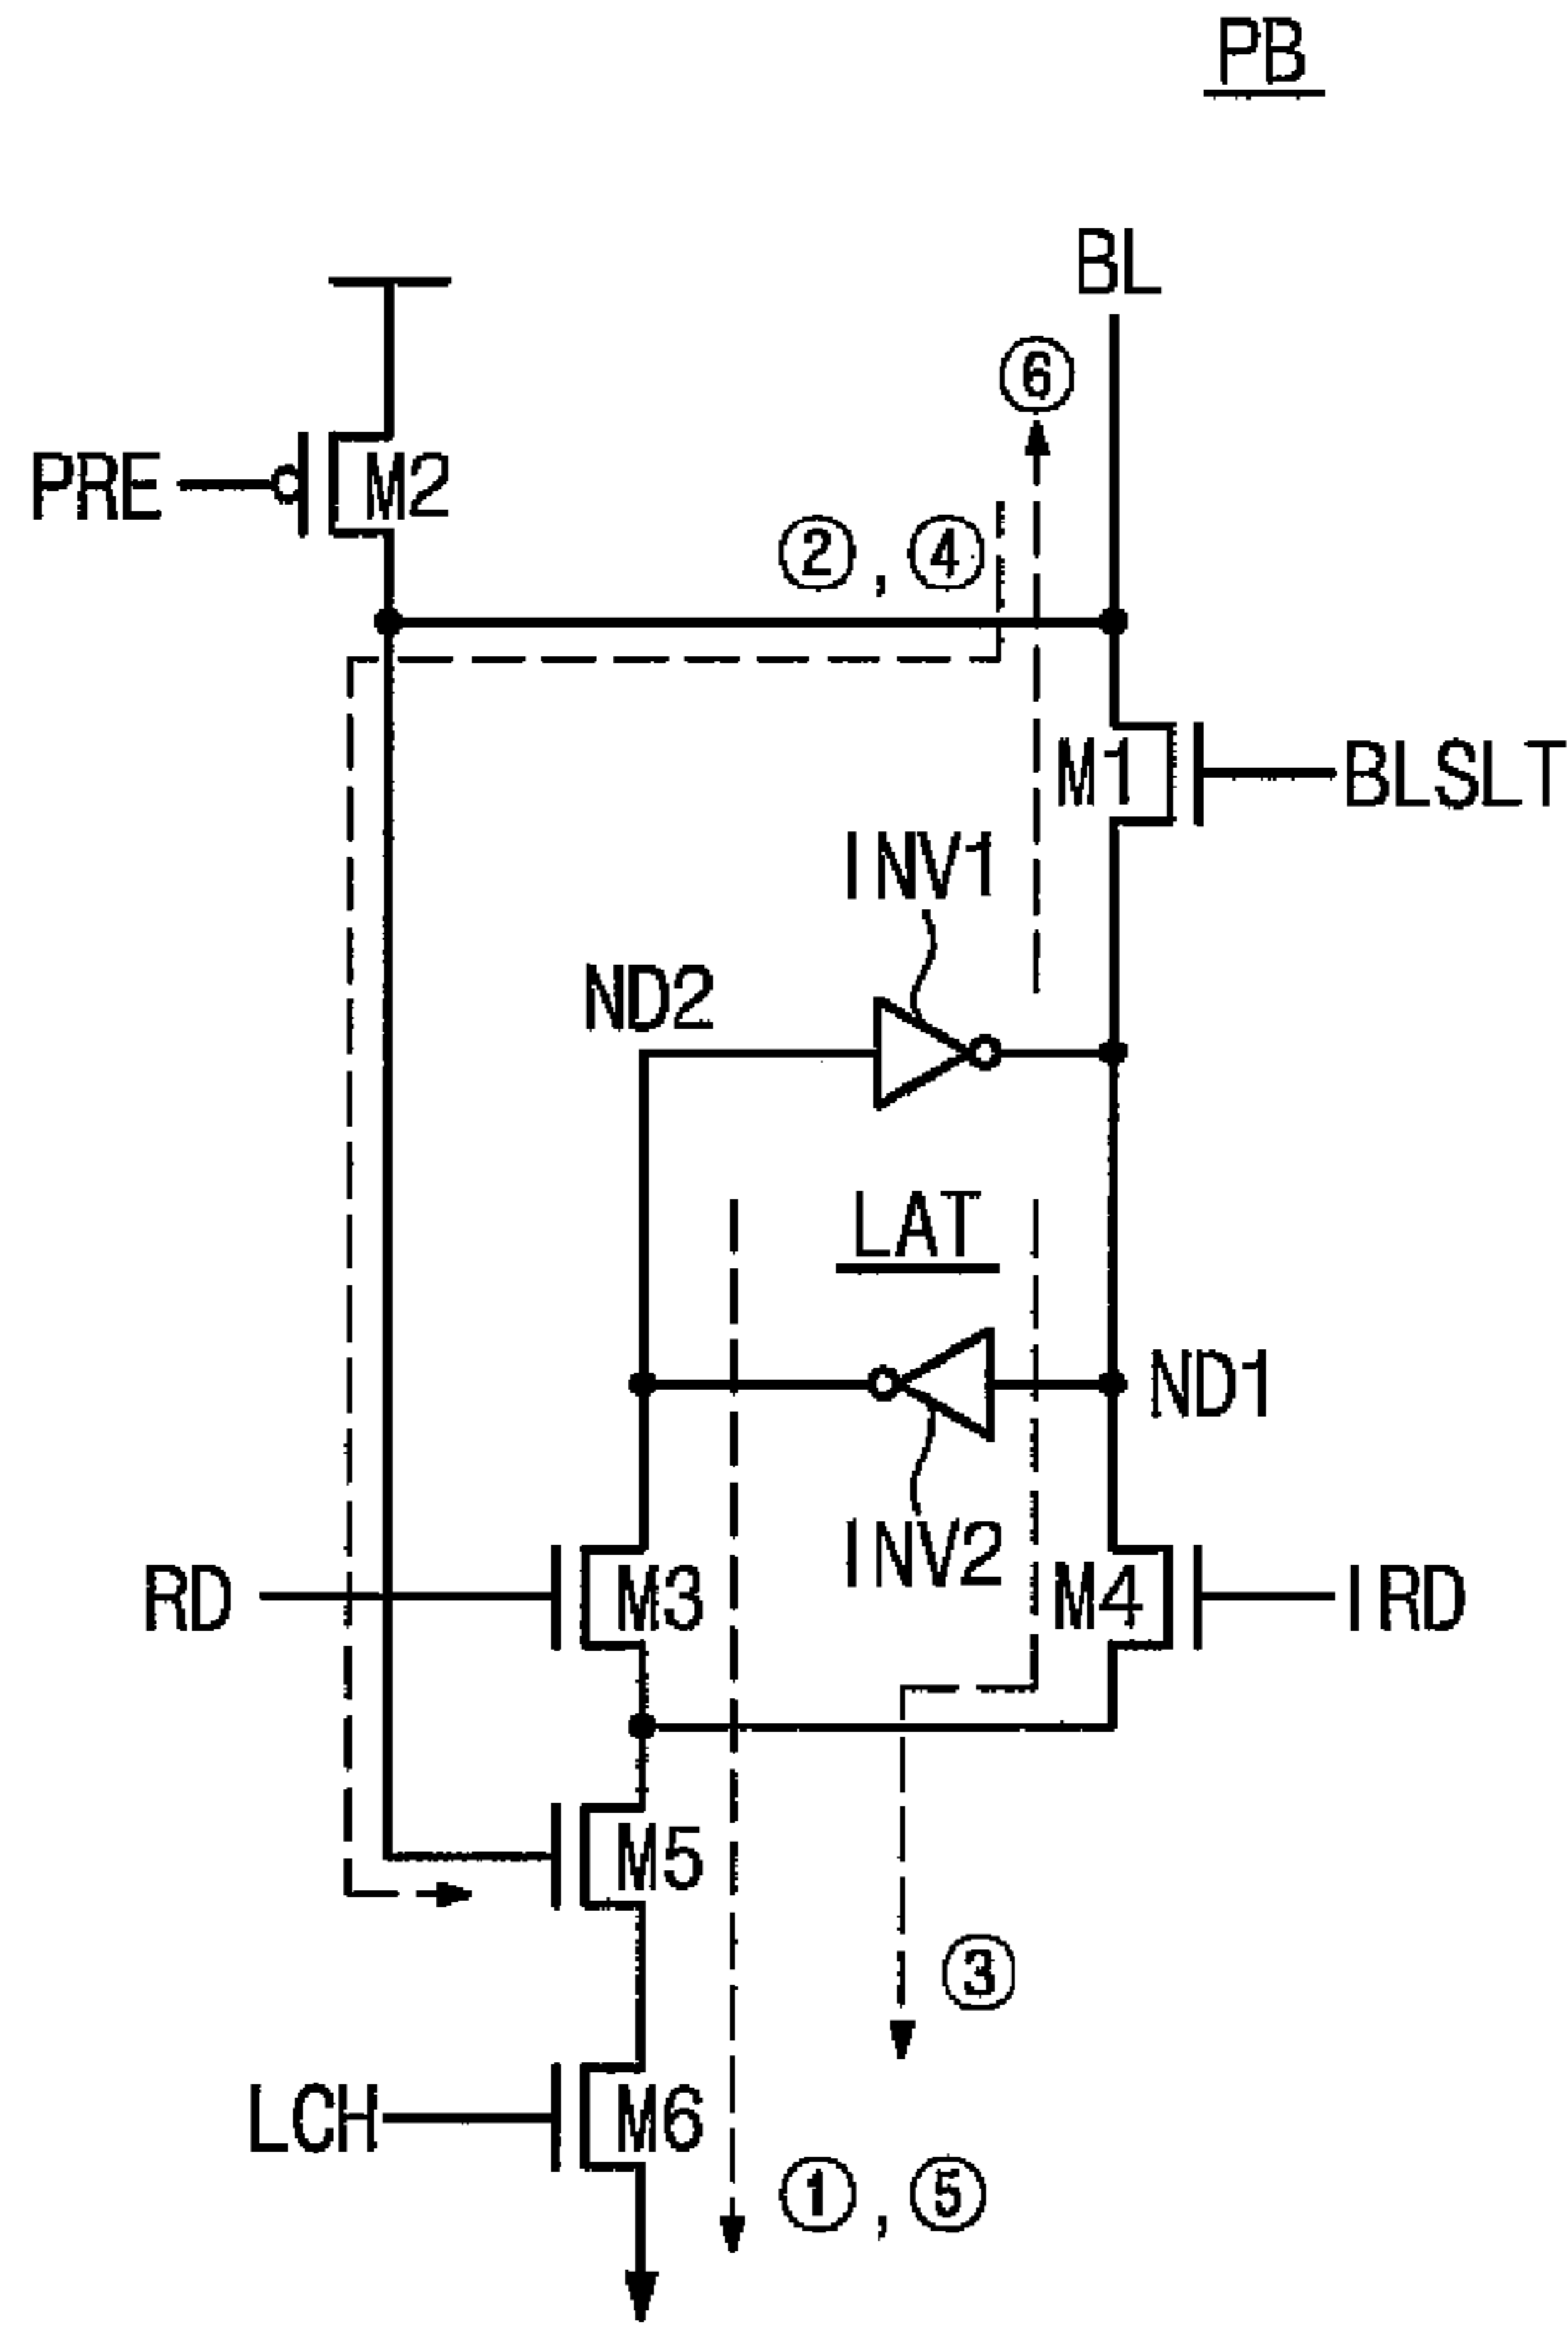 PB
BL
⑥
PRE
M2
②, ④
M1
BLSLT
INV1
ND2
LAT
ND1
INV2
RD
M3
M4
IRD
M5
③
LCH
M6
①, ⑤